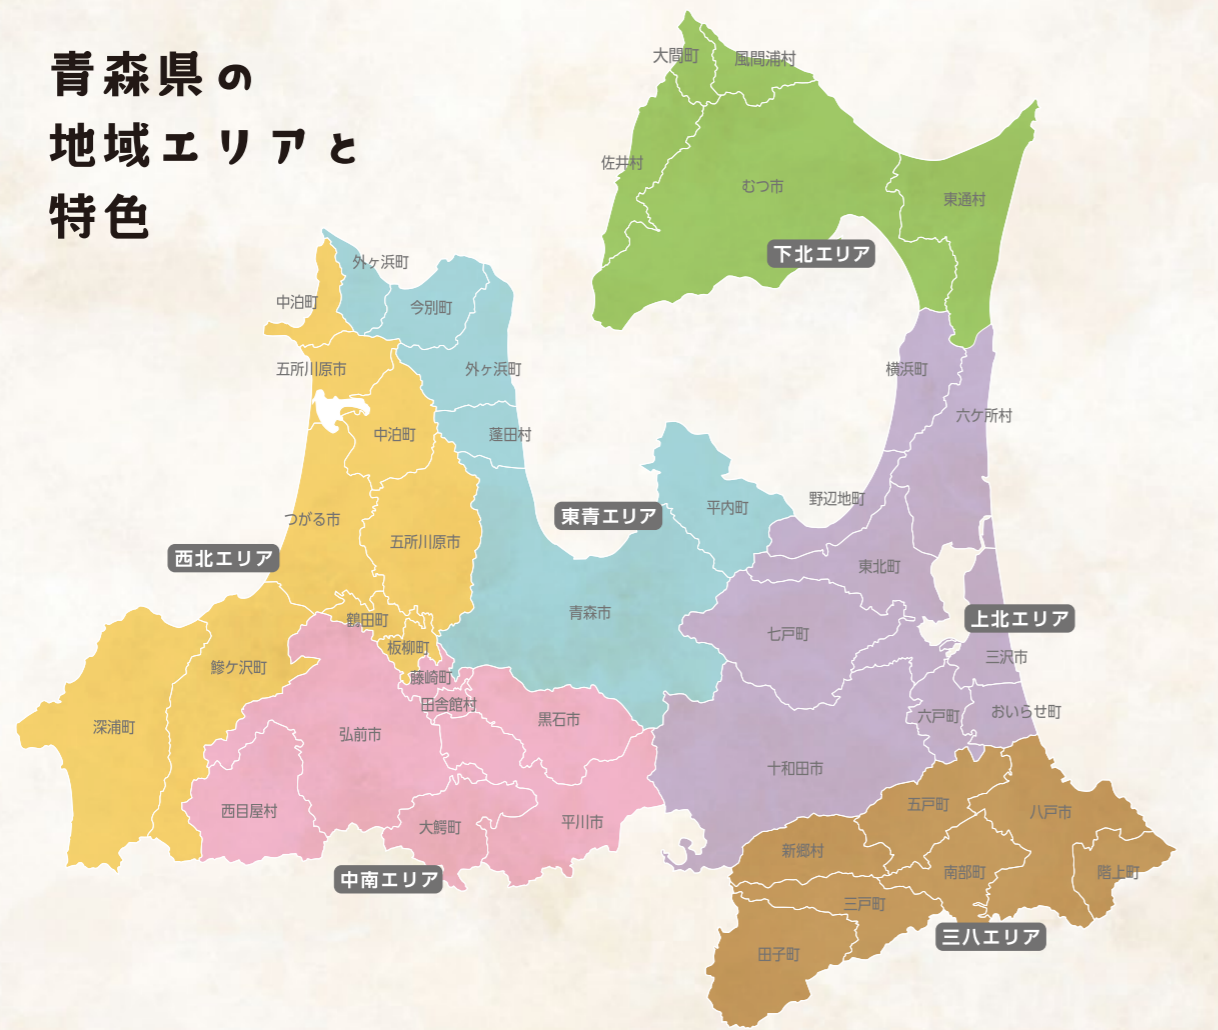 青森県の
地域エリアと
特色
大間町
風間浦村
佐井村
むつ市
東通村
下北エリア
外ヶ浜町
中泊町
今別町
五所川原市
外ヶ浜町
横浜町
六ケ所村
中泊町
蓬田村
つがる市
東青エリア
平内町
野辺地町
五所川原市
西北エリア
東北町
青森市
鶴田町
上北エリア
七戸町
板柳町
三沢市
鰺ケ沢町
藤崎町
田舎館村
深浦町
弘前市
黒石市
六戸町
おいらせ町
十和田市
西目屋村
大鰐町
平川市
五戸町
八戸市
新郷村
中南エリア
南部町
階上町
三戸町
三八エリア
田子町